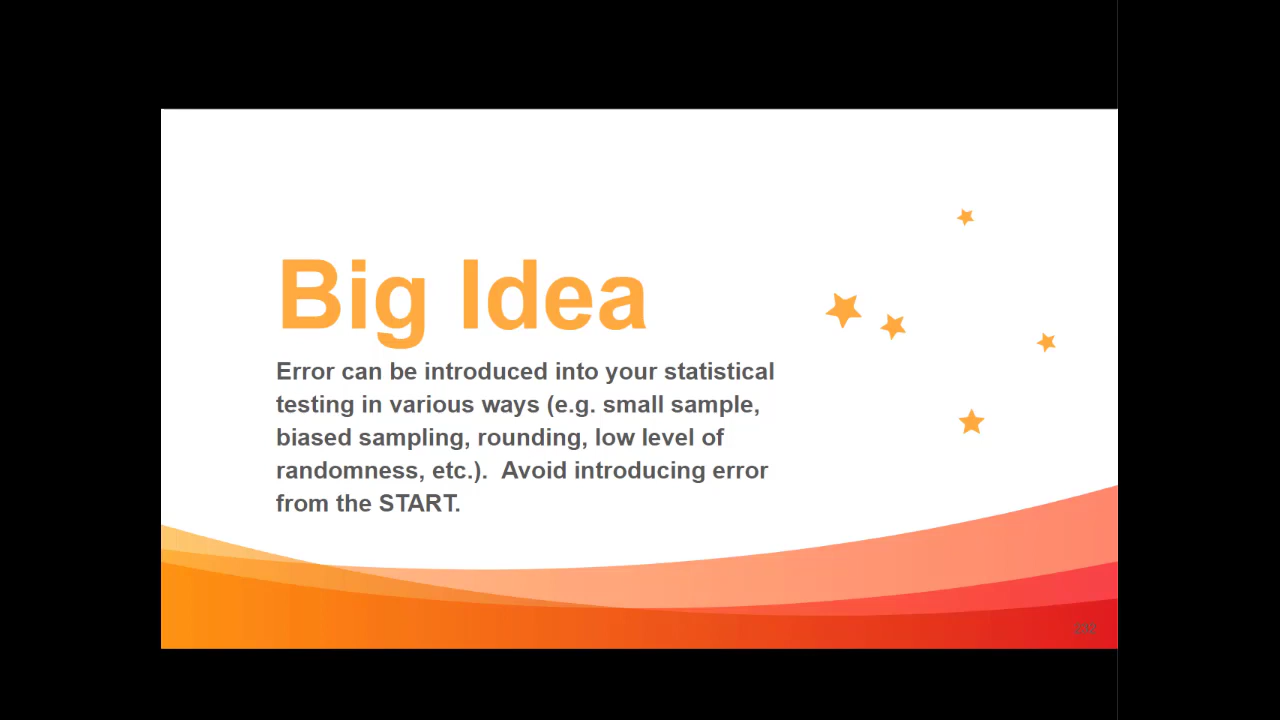 Big Idea
Error can be introduced into your statistical
testing in various ways (e.g. small sample,
biased sampling, rounding, low level of
randomness, etc.).  Avoid introducing error
from the START.